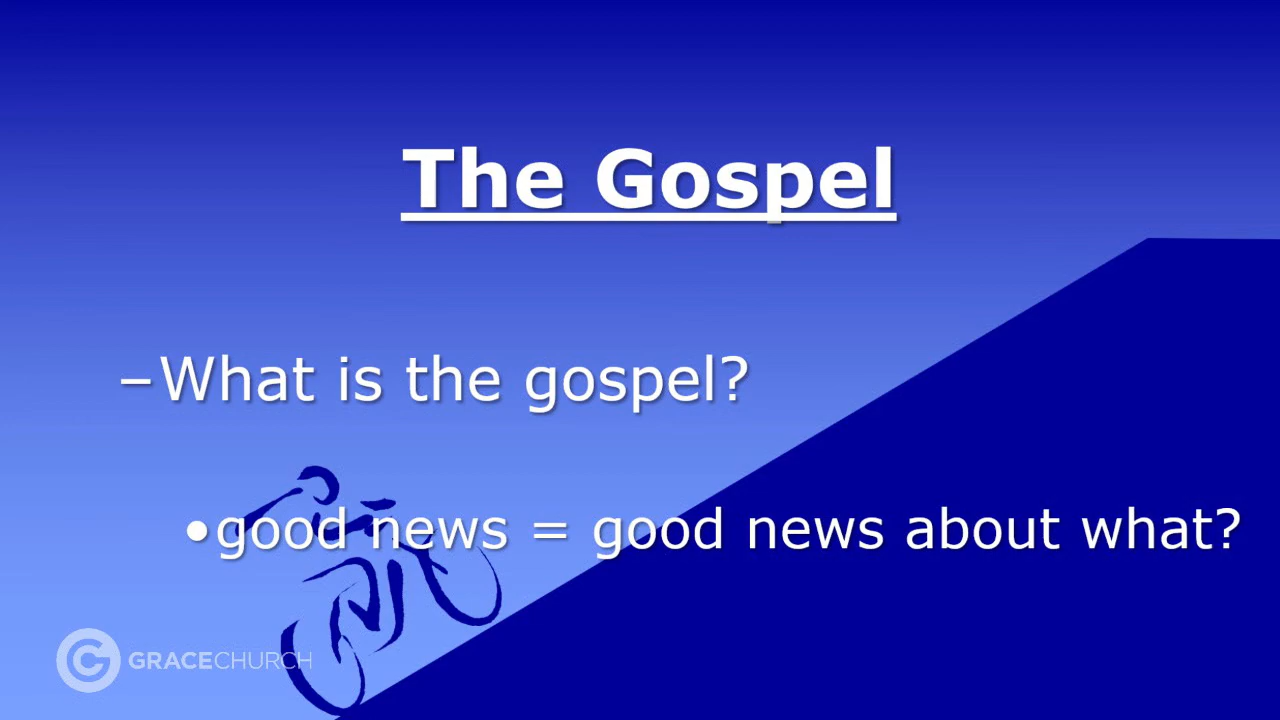 The Gospel
–What is the gospel?
•good news = good news about what?
GRACECHURCH